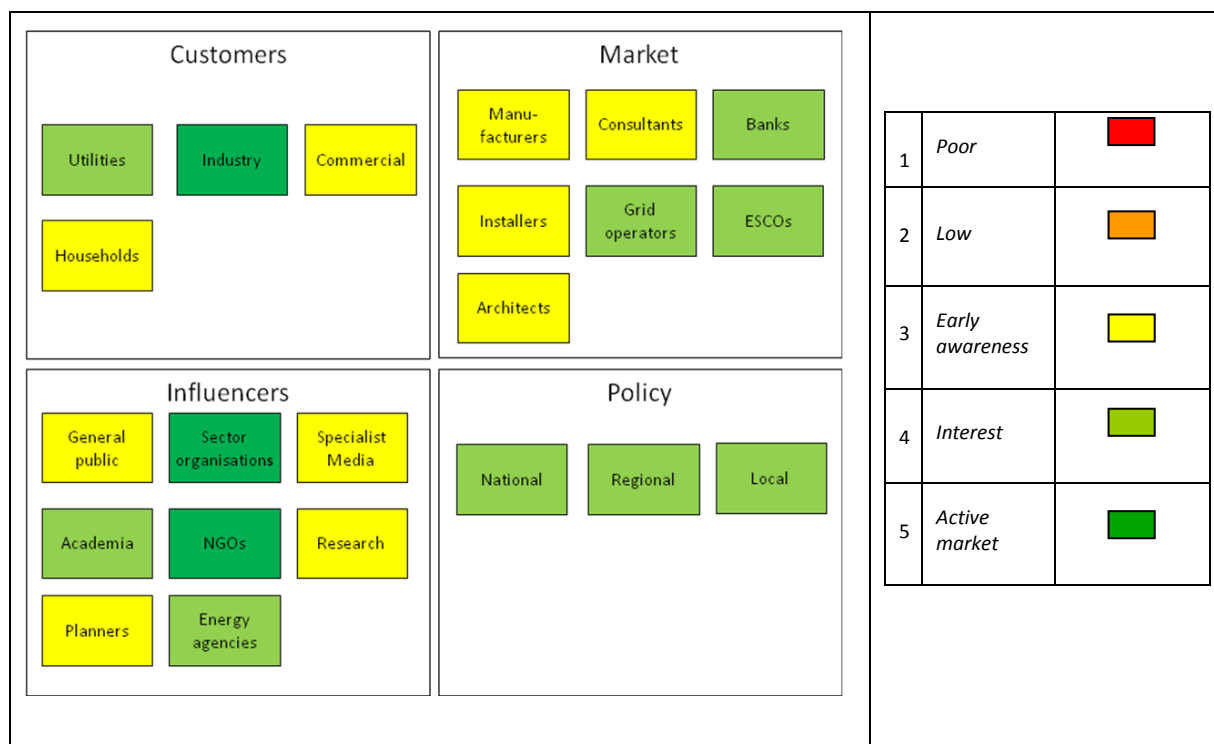 Customers
Utilities
Industry
Commercial
Households
Market
Manu-
facturers
Consultants
Banks
Installers
Grid
operators
ESCOs
Architects
Influencers
General
public
Sector
organisations
Specialist
Media
Academia
NGOs
Research
Planners
Energy
agencies
Policy
National
Regional
Local
1
Poor
2
Low
3
Early
awareness
4
Interest
5
Active
market